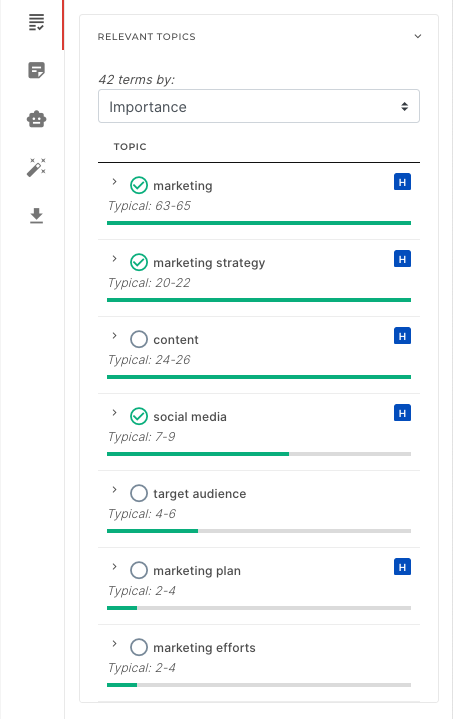 RELEVANT TOPICS
42 terms by:
Importance
TOPIC
marketing H
Typical: 63-65
marketing strategy H
Typical: 20-22
content H
Typical: 24-26
social media H
Typical: 7-9
target audience
Typical: 4-6
marketing plan H
Typical: 2-4
marketing efforts
Typical: 2-4